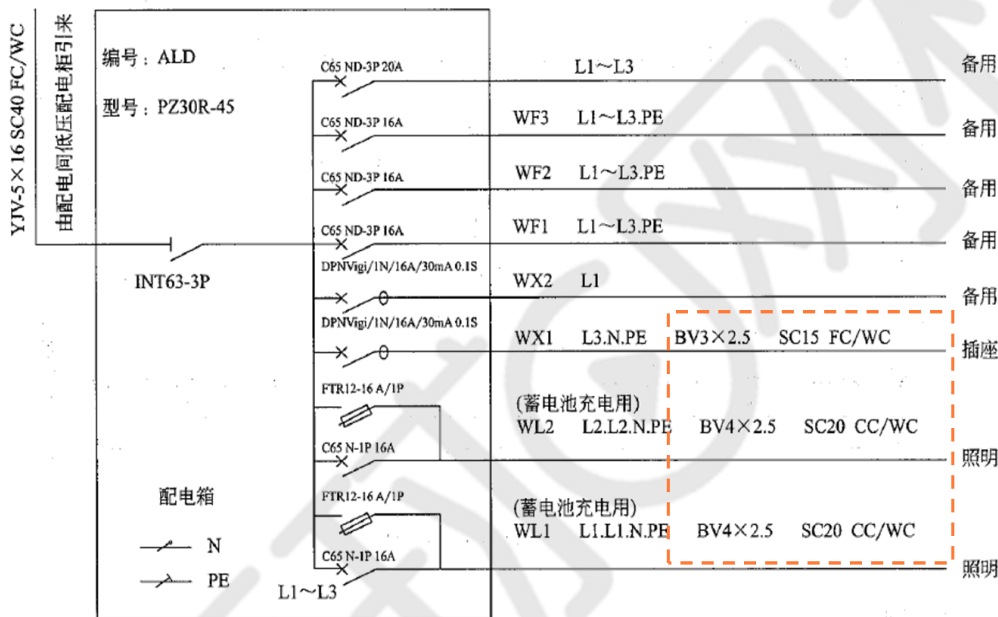 YJV-5×16 SC40 FC/WC
由配电间低压配电柜引来
编号：ALD
型号：PZ30R-45
INT63-3P
C65 ND-3P 20A L1～L3 备用
C65 ND-3P 16A WF3 L1～L3.PE 备用
C65 ND-3P 16A WF2 L1～L3.PE 备用
C65 ND-3P 16A WF1 L1～L3.PE 备用
DPNVigi/1N/16A/30mA 0.1S WX2 L1 备用
DPNVigi/1N/16A/30mA 0.1S WX1 L3.N.PE BV3×2.5 SC15 FC/WC 插座
FTR12-16 A/1P
(蓄电池充电用)
WL2 L2.L2.N.PE BV4×2.5 SC20 CC/WC
C65 N-1P 16A 照明
配电箱
FTR12-16 A/1P
(蓄电池充电用)
WL1 L1.L1.N.PE BV4×2.5 SC20 CC/WC
N
C65 N-1P 16A 照明
PE
L1～L3